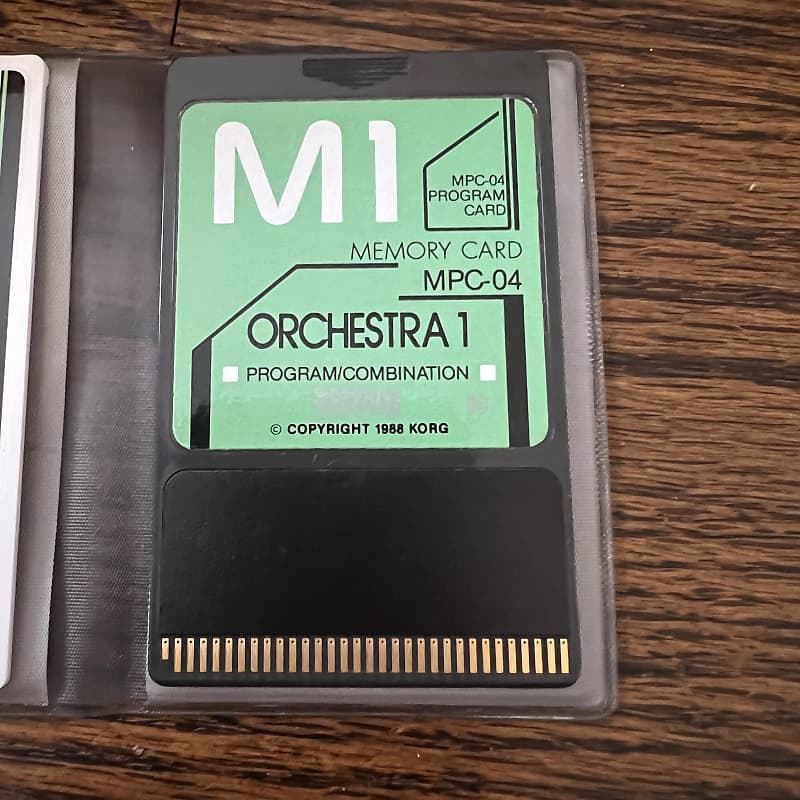 M1
MPC-04
PROGRAM
CARD
MEMORY CARD
MPC-04
ORCHESTRA 1
PROGRAM/COMBINATION
© COPYRIGHT 1988 KORG